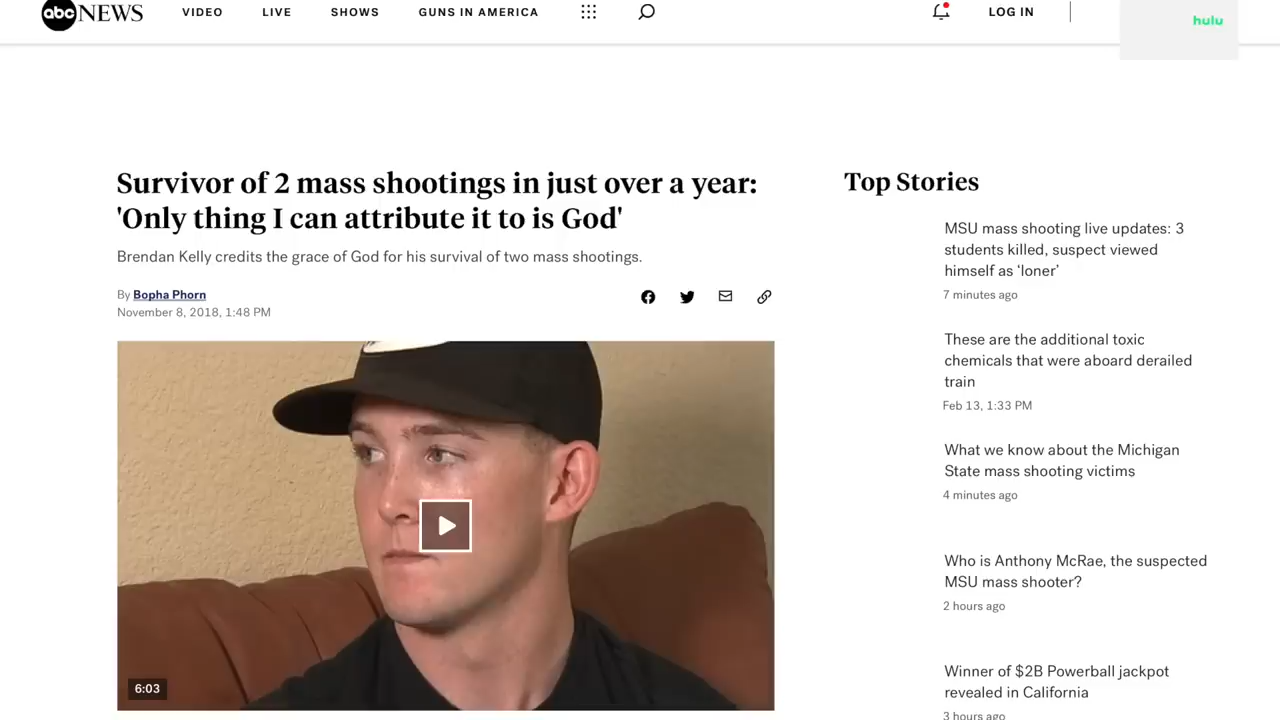 abc NEWS VIDEO LIVE SHOWS GUNS IN AMERICA LOG IN hulu
Survivor of 2 mass shootings in just over a year:
'Only thing I can attribute it to is God'
Brendan Kelly credits the grace of God for his survival of two mass shootings.
By Bopha Phorn
November 8, 2018, 1:48 PM
6:03
Top Stories
MSU mass shooting live updates: 3
students killed, suspect viewed
himself as ‘loner’
7 minutes ago
These are the additional toxic
chemicals that were aboard derailed
train
Feb 13, 1:33 PM
What we know about the Michigan
State mass shooting victims
4 minutes ago
Who is Anthony McRae, the suspected
MSU mass shooter?
2 hours ago
Winner of $2B Powerball jackpot
revealed in California
3 hours ago